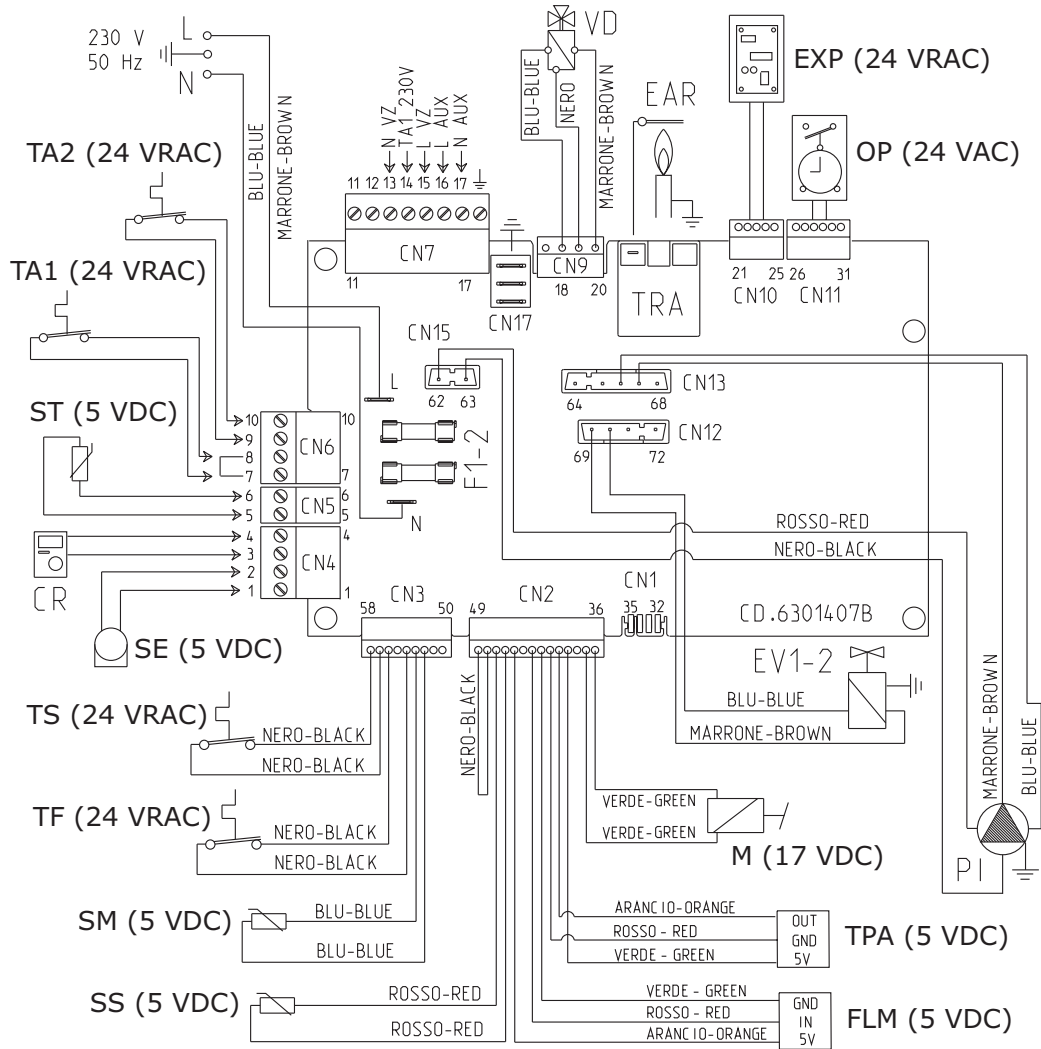 230 V
50 Hz
L
N
BLU-BLUE
MARRONE-BROWN
N VZ
TA1 230V
L VZ
L AUX
N AUX
11 12 13 14 15 16 17
CN7
11
17
VD
BLU-BLUE
NERO
MARRONE-BROWN
EAR
EXP (24 VRAC)
OP (24 VAC)
CN9
18
20
CN17
TRA
21
25
CN10
26
31
CN11
TA2 (24 VRAC)
TA1 (24 VRAC)
ST (5 VDC)
CR
SE (5 VDC)
10
9
8
7
6
5
4
3
2
1
CN6
10
7
CN5
6
5
CN4
4
1
CN15
62
63
L
F1-2
N
CN13
64
68
CN12
69
72
ROSSO-RED
NERO-BLACK
CN3
58
50
CN2
49
36
CN1
35
32
CD.6301407B
EV1-2
BLU-BLUE
MARRONE-BROWN
MARRONE-BROWN
BLU-BLUE
PI
TS (24 VRAC)
NERO-BLACK
NERO-BLACK
NERO-BLACK
TF (24 VRAC)
NERO-BLACK
NERO-BLACK
VERDE-GREEN
VERDE-GREEN
M (17 VDC)
SM (5 VDC)
BLU-BLUE
BLU-BLUE
ARANCIO-ORANGE
ROSSO - RED
VERDE - GREEN
OUT
GND
5V
TPA (5 VDC)
SS (5 VDC)
ROSSO-RED
ROSSO-RED
VERDE - GREEN
ROSSO - RED
ARANCIO-ORANGE
GND
IN
5V
FLM (5 VDC)